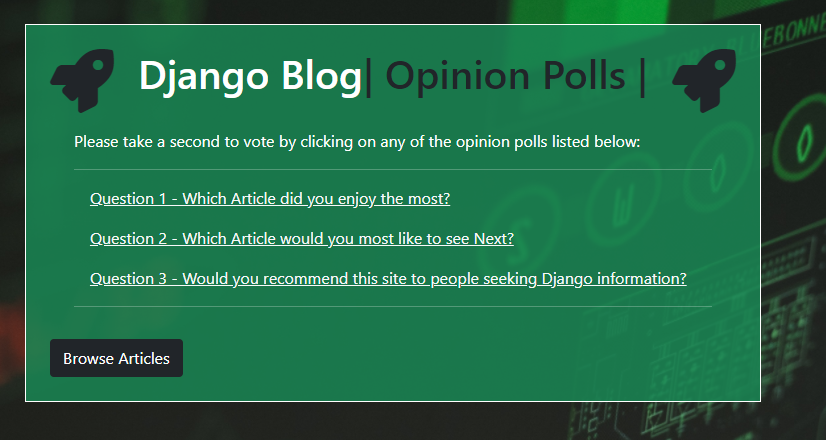 Django Blog| Opinion Polls |
Please take a second to vote by clicking on any of the opinion polls listed below:
Question 1 - Which Article did you enjoy the most?
Question 2 - Which Article would you most like to see Next?
Question 3 - Would you recommend this site to people seeking Django information?
Browse Articles